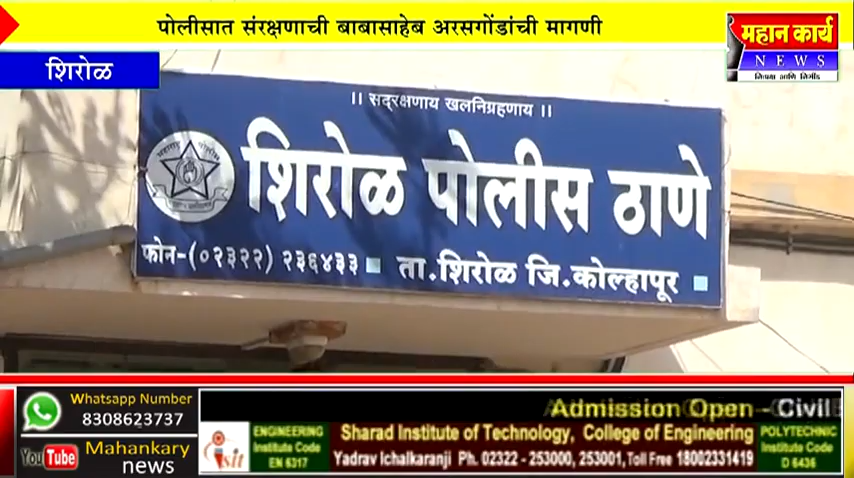 पोलीसात संरक्षणाची बाबासाहेब अरसगोंडांची मागणी
महान कार्य
NEWS
शिरोळ
।। सद्‌रक्षणाय खलनिग्रहणाय ।।
शिरोळ पोलीस ठाणे
फोन-(०२३२२) २३६४३३ ता.शिरोळ जि.कोल्हापूर
Whatsapp Number
8308623737
YouTube Mahankary
news
Admission Open - Civil
sit
ENGINEERING
Institute Code
EN 6317
Sharad Institute of Technology, College of Engineering
Yadrav Ichalkaranji Ph. 02322 - 253000, 253001, Toll Free 18002331419
POLYTECHNIC
Institute Code
D 6436